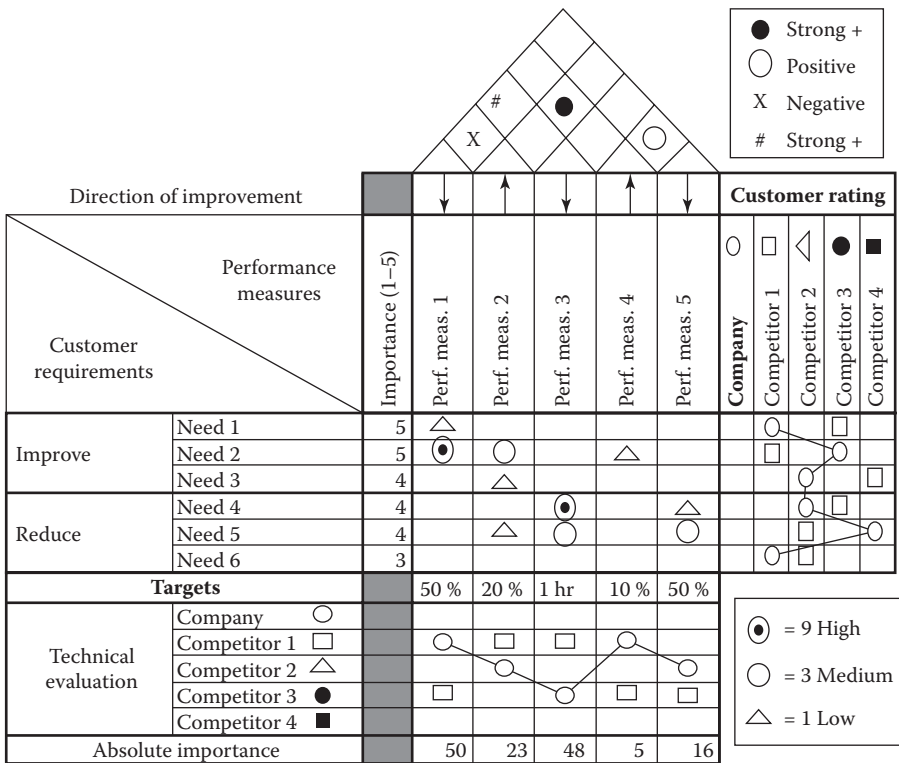 Strong +
Positive
X Negative
# Strong +
#
X
Direction of improvement
Customer rating
Performance
measures
Customer
requirements
Importance (1–5)
Perf. meas. 1
Perf. meas. 2
Perf. meas. 3
Perf. meas. 4
Perf. meas. 5
Company
Competitor 1
Competitor 2
Competitor 3
Competitor 4
Improve
Need 1 5
Need 2 5
Need 3 4
Reduce
Need 4 4
Need 5 4
Need 6 3
Targets 50 % 20 % 1 hr 10 % 50 %
Technical
evaluation
Company
Competitor 1
Competitor 2
Competitor 3
Competitor 4
Absolute importance 50 23 48 5 16
= 9 High
= 3 Medium
= 1 Low